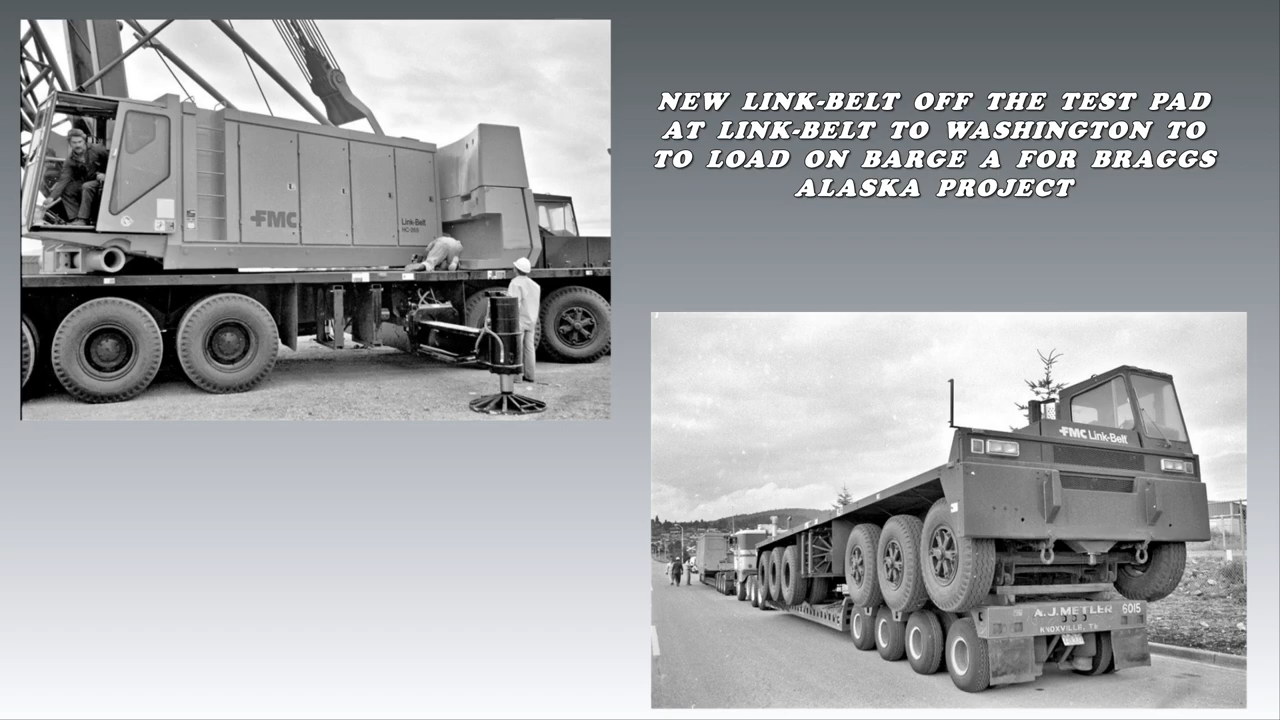 NEW LINK-BELT OFF THE TEST PAD
AT LINK-BELT TO WASHINGTON TO
TO LOAD ON BARGE A FOR BRAGGS
ALASKA PROJECT
FMC
Link-Belt
FMC Link-Belt
A.J. METLER 6015
KNOXVILLE, TN